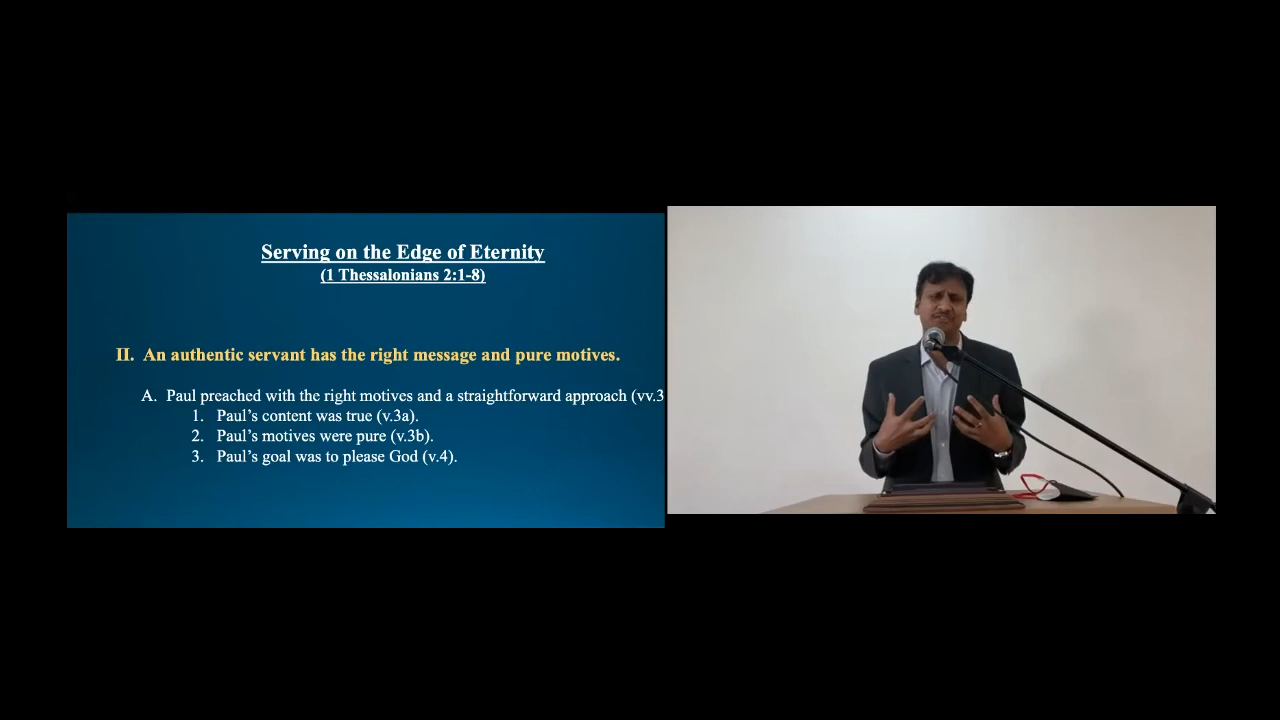 Serving on the Edge of Eternity
(1 Thessalonians 2:1-8)
II. An authentic servant has the right message and pure motives.
A. Paul preached with the right motives and a straightforward approach (vv.3
1. Paul's content was true (v.3a).
2. Paul's motives were pure (v.3b).
3. Paul's goal was to please God (v.4).